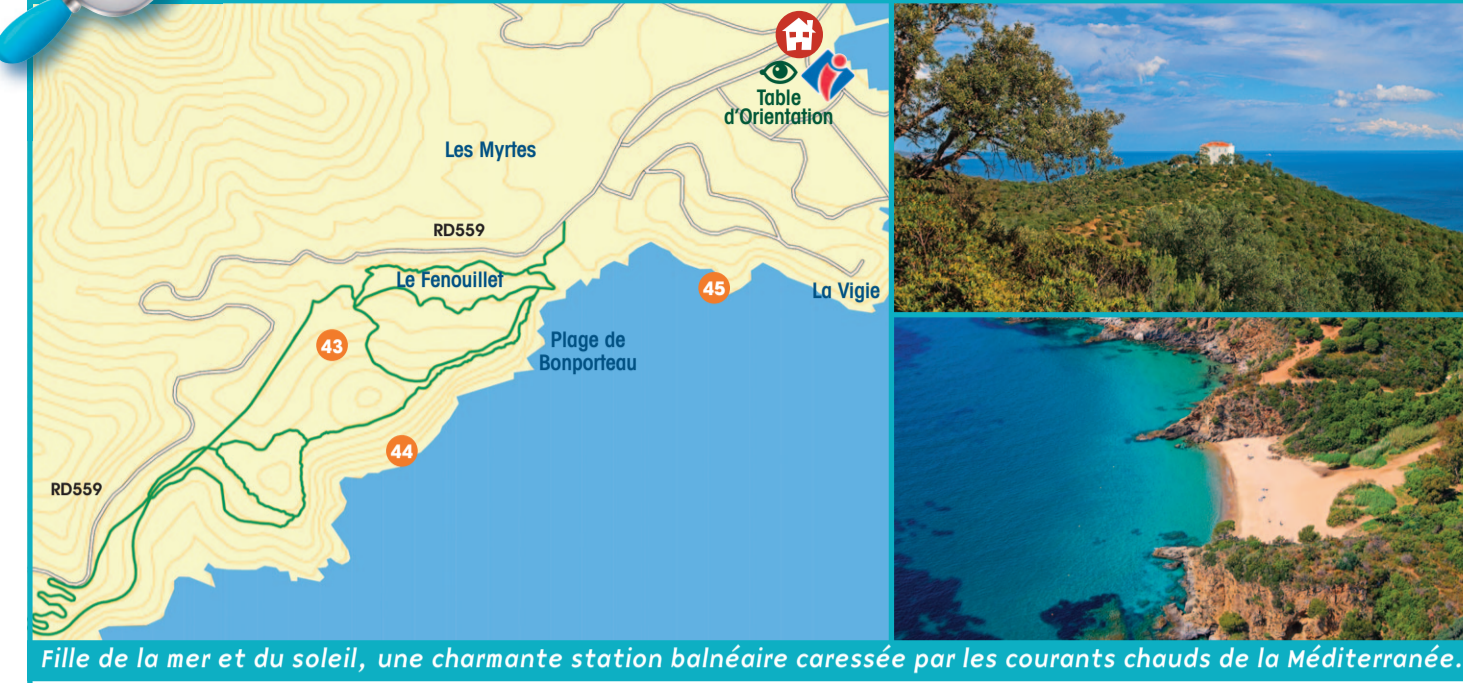 Table
d'Orientation
Les Myrtes
RD559
Le Fenouillet
45
La Vigie
43
Plage de
Bonporteau
44
RD559
Fille de la mer et du soleil, une charmante station balnéaire caressée par les courants chauds de la Méditerranée.